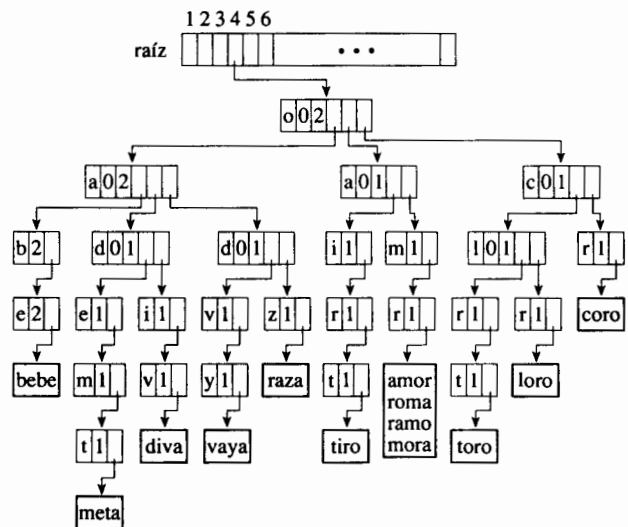 1 2 3 4 5 6
raíz • • •
o 0 2
a 0 2 a 0 1 c 0 1
b 2 d 0 1 d 0 1 i 1 m 1 l 0 1 r 1
e 2 e 1 i 1 v 1 z 1 r 1 r 1 r 1 r 1 coro
bebe m 1 v 1 y 1 raza t 1 amor t 1 loro
roma
ramo
t 1 diva vaya tiro mora toro
meta